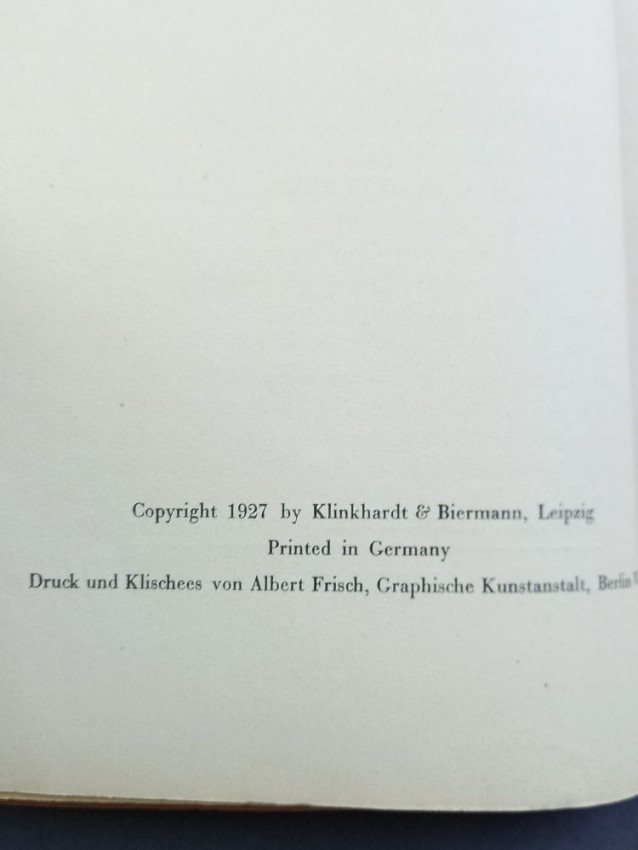 Copyright 1927 by Klinkhardt & Biermann, Leipzig
Printed in Germany
Druck und Klischees von Albert Frisch, Graphische Kunstanstalt, Berlin